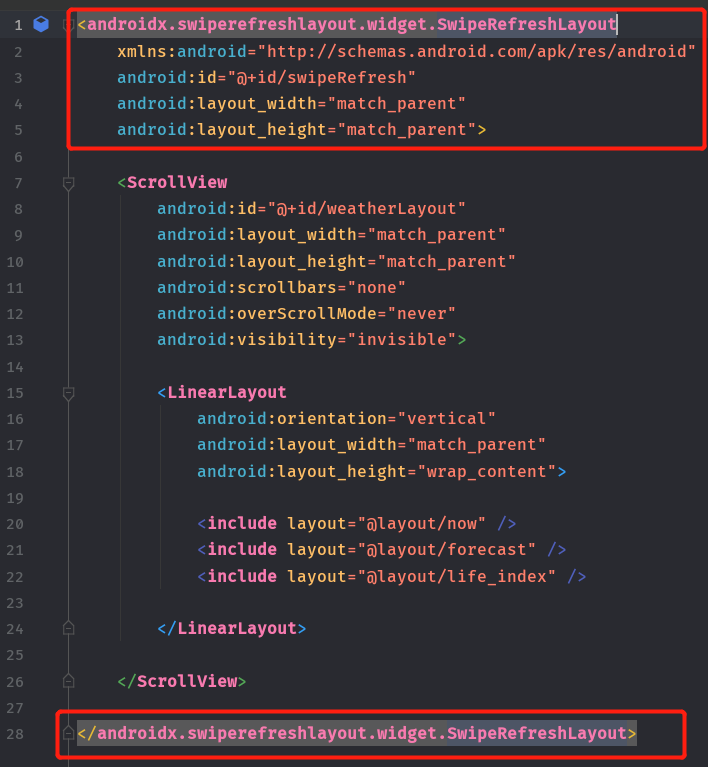 1 <androidx.swiperefreshlayout.widget.SwipeRefreshLayout
2 xmlns:android="http://schemas.android.com/apk/res/android"
3 android:id="@+id/swipeRefresh"
4 android:layout_width="match_parent"
5 android:layout_height="match_parent">
6
7 <ScrollView
8 android:id="@+id/weatherLayout"
9 android:layout_width="match_parent"
10 android:layout_height="match_parent"
11 android:scrollbars="none"
12 android:overScrollMode="never"
13 android:visibility="invisible">
14
15 <LinearLayout
16 android:orientation="vertical"
17 android:layout_width="match_parent"
18 android:layout_height="wrap_content">
19
20 <include layout="@layout/now" />
21 <include layout="@layout/forecast" />
22 <include layout="@layout/life_index" />
23
24 </LinearLayout>
25
26 </ScrollView>
27
28 </androidx.swiperefreshlayout.widget.SwipeRefreshLayout>